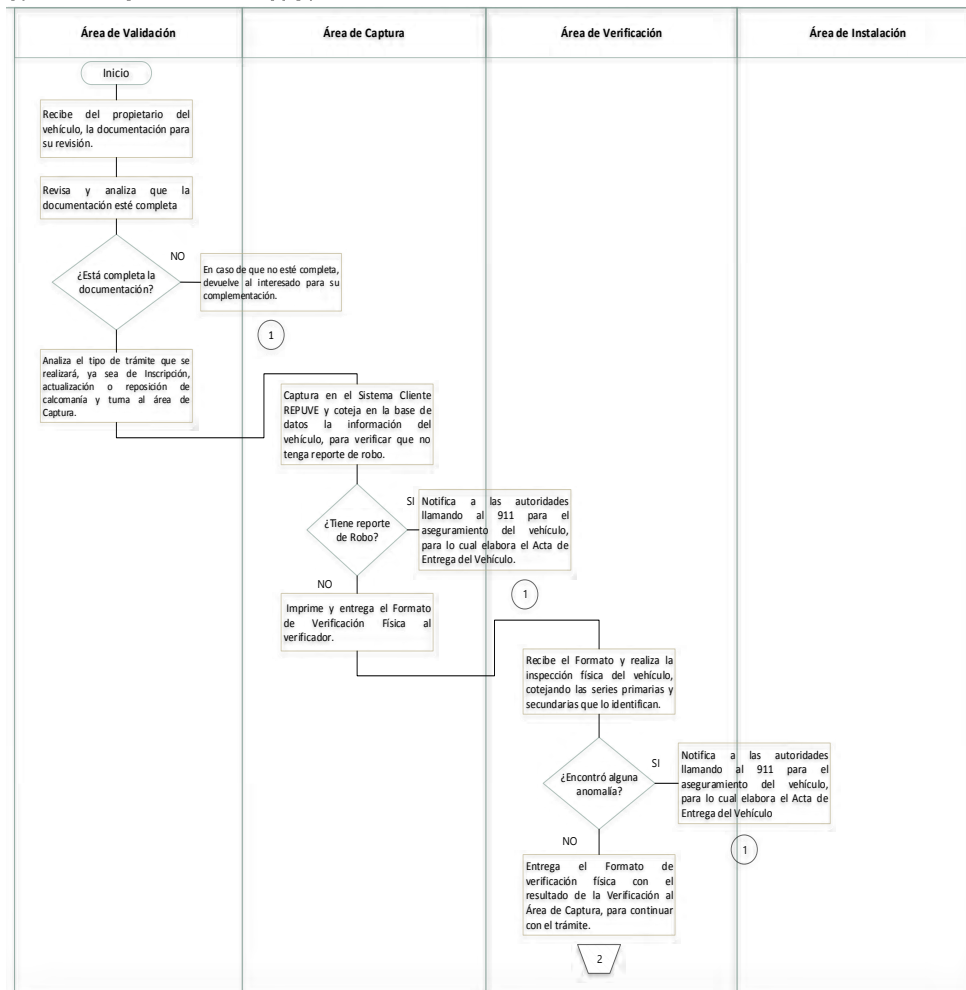 Área de Validación
Área de Captura
Área de Verificación
Área de Instalación
Inicio
Recibe del propietario del
vehículo, la documentación para
su revisión.
Revisa y analiza que la
documentación esté completa
¿Está completa la
documentación?
NO
En caso de que no esté completa,
devuelve al interesado para su
complementación.
1
Analiza el tipo de trámite que se
realizará, ya sea de Inscripción,
actualización o reposición de
calcomanía y turna al área de
Captura.
Captura en el Sistema Cliente
REPUVE y coteja en la base de
datos la información del
vehículo, para verificar que no
tenga reporte de robo.
¿Tiene reporte
de Robo?
SI
Notifica a las autoridades
llamando al 911 para el
aseguramiento del vehículo,
para lo cual elabora el Acta de
Entrega del Vehículo.
1
NO
Imprime y entrega el Formato
de Verificación Física al
verificador.
Recibe el Formato y realiza la
inspección física del vehículo,
cotejando las series primarias y
secundarias que lo identifican.
¿Encontró alguna
anomalía?
SI
Notifica a las autoridades
llamando al 911 para el
aseguramiento del vehículo,
para lo cual elabora el Acta de
Entrega del Vehículo
1
NO
Entrega el Formato de
verificación física con el
resultado de la Verificación al
Área de Captura, para continuar
con el trámite.
2